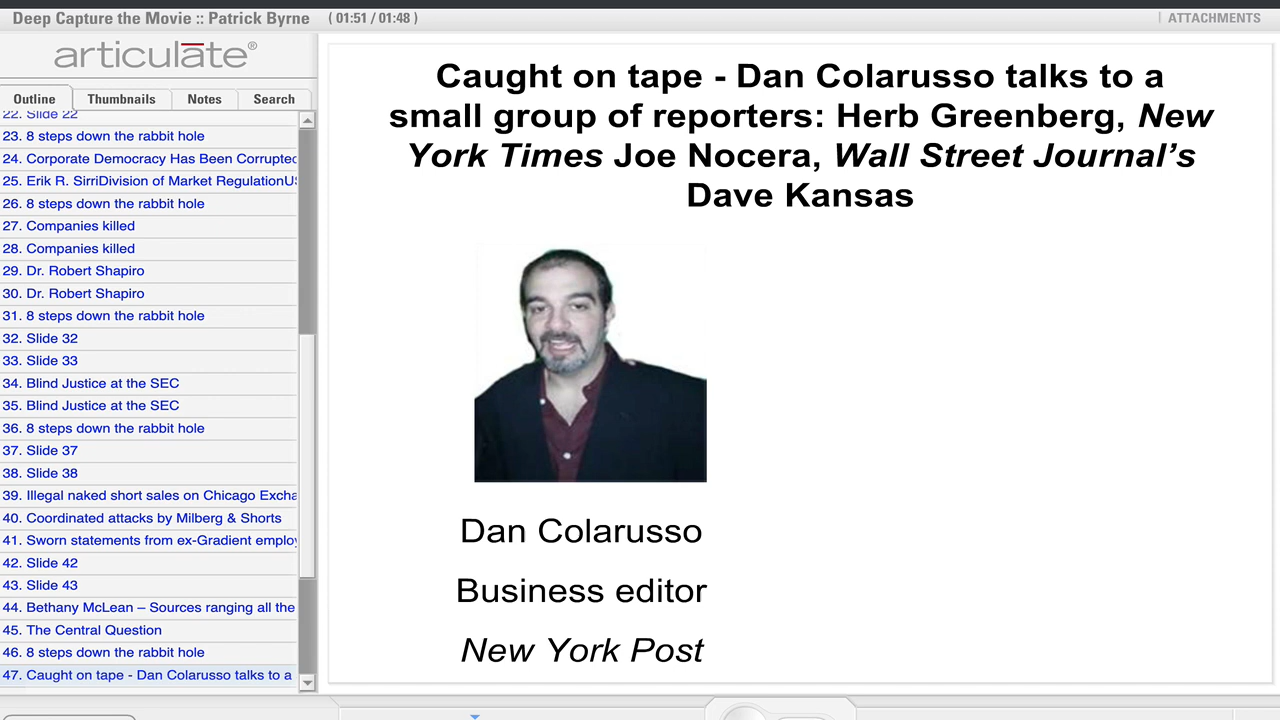 Deep Capture the Movie :: Patrick Byrne ( 01:51 / 01:48 ) ATTACHMENTS
articulate®
Outline Thumbnails Notes Search
22. Slide 22
23. 8 steps down the rabbit hole
24. Corporate Democracy Has Been Corrupted
25. Erik R. SirriDivision of Market RegulationUS
26. 8 steps down the rabbit hole
27. Companies killed
28. Companies killed
29. Dr. Robert Shapiro
30. Dr. Robert Shapiro
31. 8 steps down the rabbit hole
32. Slide 32
33. Slide 33
34. Blind Justice at the SEC
35. Blind Justice at the SEC
36. 8 steps down the rabbit hole
37. Slide 37
38. Slide 38
39. Illegal naked short sales on Chicago Excha
40. Coordinated attacks by Milberg & Shorts
41. Sworn statements from ex-Gradient employ
42. Slide 42
43. Slide 43
44. Bethany McLean – Sources ranging all the
45. The Central Question
46. 8 steps down the rabbit hole
47. Caught on tape - Dan Colarusso talks to a
Caught on tape - Dan Colarusso talks to a
small group of reporters: Herb Greenberg, New
York Times Joe Nocera, Wall Street Journal’s
Dave Kansas
Dan Colarusso
Business editor
New York Post